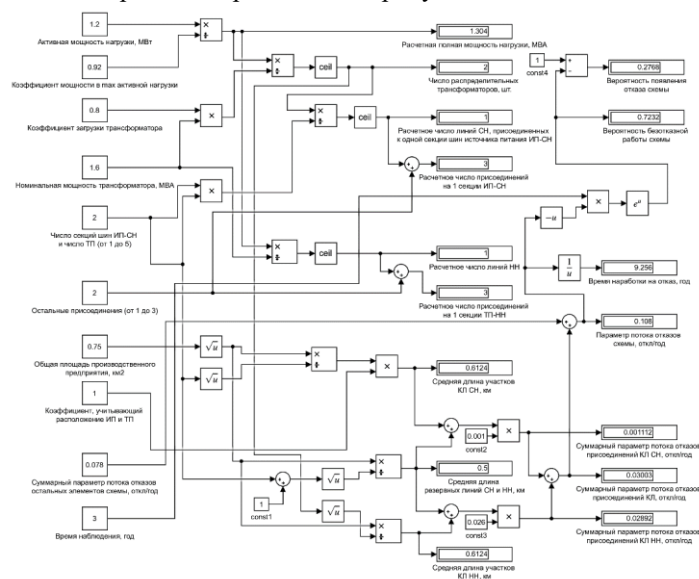 1.2
Активная мощность нагрузки, МВт
0.92
Коэффициент мощности в max активной нагрузки
0.8
Коэффициент загрузки трансформатора
1.6
Номинальная мощность трансформатора, МВА
2
Число секций шин ИП-СН
и число ТП (от 1 до 5)
2
Остальные присоединения (от 1 до 3)
0.75
Общая площадь производственного
предприятия, км2
1
Коэффициент, учитывающий
расположение ИП и ТП
0.078
Суммарный параметр потока отказов
остальных элементов схемы, откл/год
3
Время наблюдения, год
×
÷
×
÷
ceil
×
×
÷
ceil
×
×
÷
ceil
√u
√u
×
÷
×
1
const1
√u
×
÷
√u
×
÷
1.304
Расчетная полная мощность нагрузки, МВА
2
Число распределительных
трансформаторов, шт.
1
Расчетное число линий СН, присоединенных
к одной секции шин источника питания ИП-СН
3
Расчетное число присоединений
на 1 секции ИП-СН
1
Расчетное число линий НН
3
Расчетное число присоединений
на 1 секции ТП-НН
0.6124
Средняя длина участков
КЛ СН, км
0.001
const2
×
0.5
Средняя длина
резервных линий СН и НН, км
0.026
const3
×
0.6124
Средняя длина участков
КЛ НН, км
1
const4
0.2768
Вероятность появления
отказа схемы
0.7232
Вероятность безотказной
работы схемы
-u
×
eᵘ
1
u
9.256
Время наработки на отказ, год
0.108
Параметр потока отказов
схемы, откл/год
0.001112
Суммарный параметр потока отказов
присоединений КЛ СН, откл/год
0.03003
Суммарный параметр потока отказов
присоединений КЛ, откл/год
0.02892
Суммарный параметр потока отказов
присоединений КЛ НН, откл/год